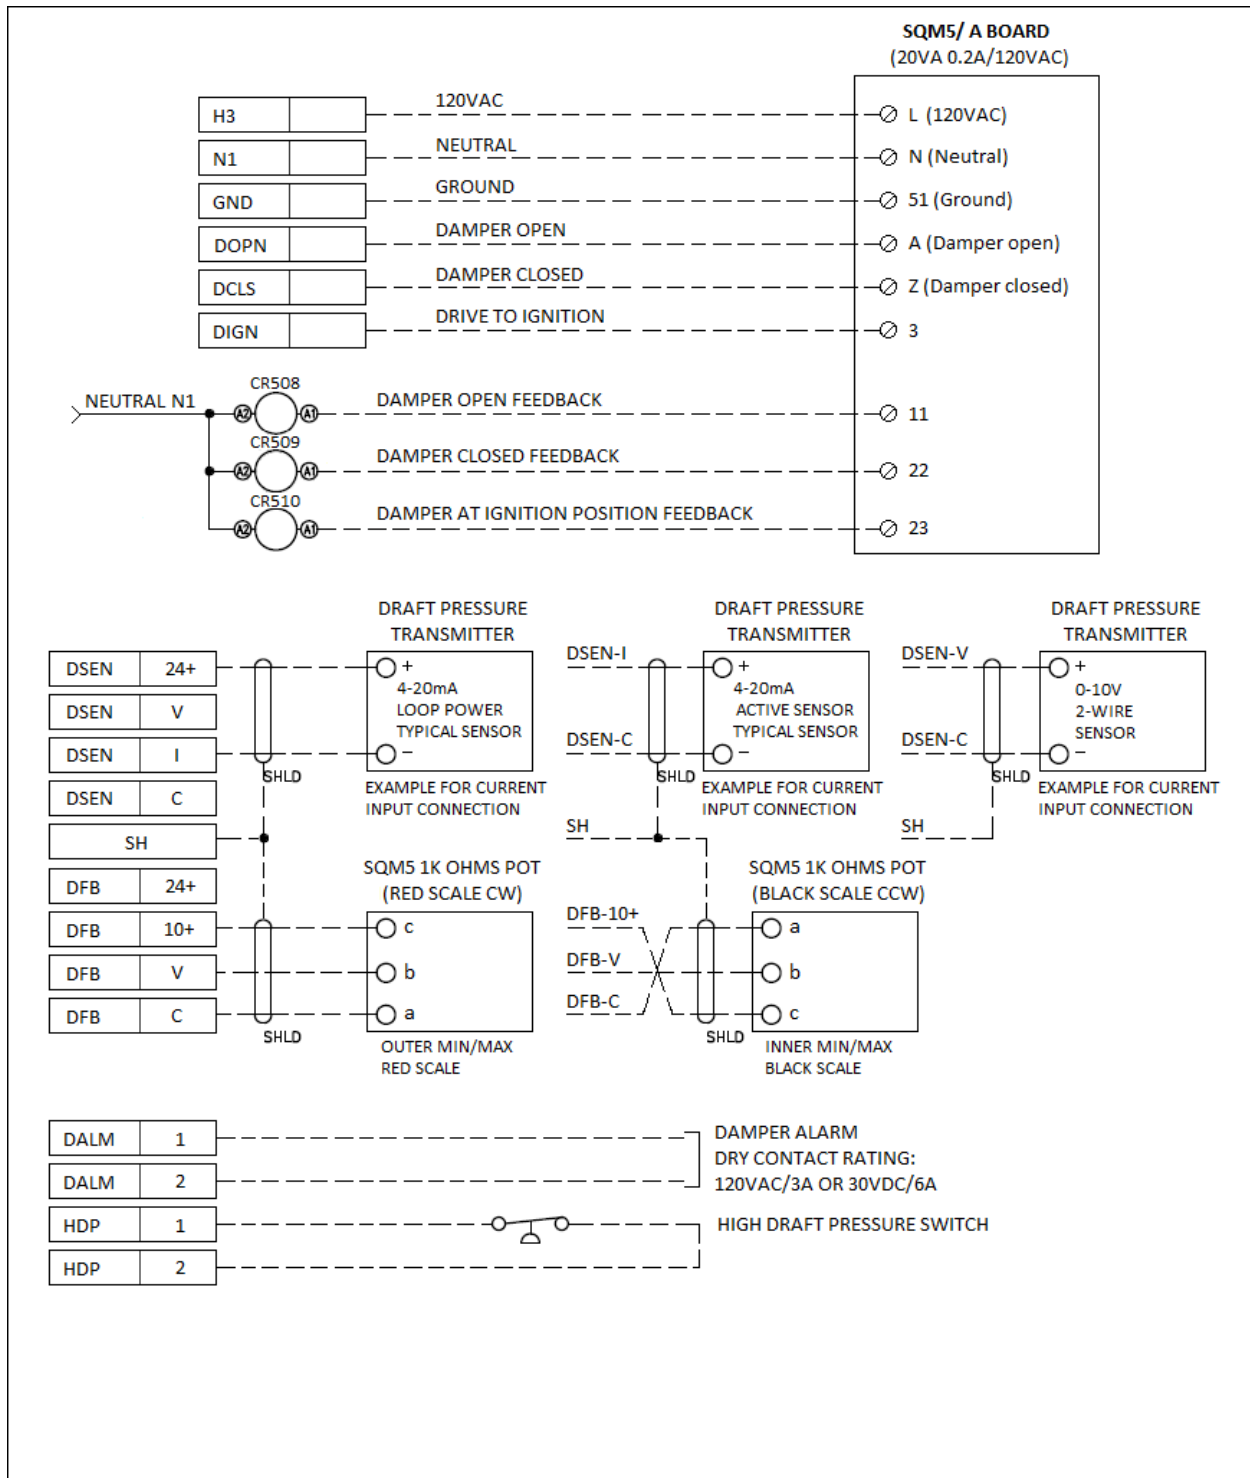 SQM5/ A BOARD
(20VA 0.2A/120VAC)
H3
120VAC
L (120VAC)
N1
NEUTRAL
N (Neutral)
GND
GROUND
51 (Ground)
DOPN
DAMPER OPEN
A (Damper open)
DCLS
DAMPER CLOSED
Z (Damper closed)
DIGN
DRIVE TO IGNITION
3
NEUTRAL N1
CR508
A2
A1
DAMPER OPEN FEEDBACK
11
CR509
A2
A1
DAMPER CLOSED FEEDBACK
22
CR510
A2
A1
DAMPER AT IGNITION POSITION FEEDBACK
23
DSEN 24+
DSEN V
DSEN I
DSEN C
SH
DFB 24+
DFB 10+
DFB V
DFB C
SHLD
DRAFT PRESSURE
TRANSMITTER
+
4-20mA
LOOP POWER
TYPICAL SENSOR
–
EXAMPLE FOR CURRENT
INPUT CONNECTION
DSEN-I
DSEN-C
SHLD
SH
DRAFT PRESSURE
TRANSMITTER
+
4-20mA
ACTIVE SENSOR
TYPICAL SENSOR
–
EXAMPLE FOR CURRENT
INPUT CONNECTION
DSEN-V
DSEN-C
SHLD
SH
DRAFT PRESSURE
TRANSMITTER
+
0-10V
2-WIRE
SENSOR
–
EXAMPLE FOR CURRENT
INPUT CONNECTION
SQM5 1K OHMS POT
(RED SCALE CW)
c
b
a
SHLD
OUTER MIN/MAX
RED SCALE
SQM5 1K OHMS POT
(BLACK SCALE CCW)
DFB-10+
DFB-V
DFB-C
a
b
c
SHLD
INNER MIN/MAX
BLACK SCALE
DALM 1
DALM 2
HDP 1
HDP 2
DAMPER ALARM
DRY CONTACT RATING:
120VAC/3A OR 30VDC/6A
HIGH DRAFT PRESSURE SWITCH